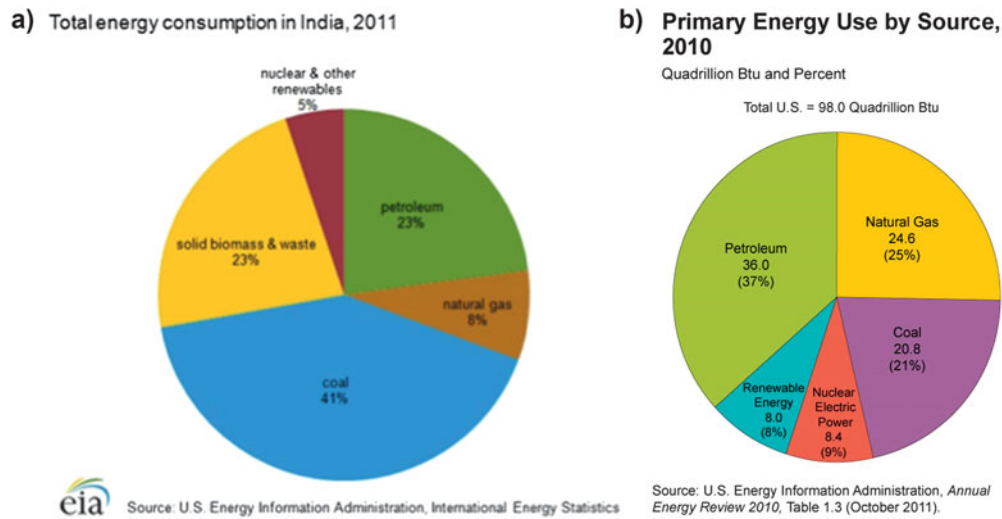 a) Total energy consumption in India, 2011
nuclear & other
renewables
5%
petroleum
23%
natural gas
8%
coal
41%
solid biomass & waste
23%
eia
Source: U.S. Energy Information Administration, International Energy Statistics
b) Primary Energy Use by Source,
2010
Quadrillion Btu and Percent
Total U.S. = 98.0 Quadrillion Btu
Natural Gas
24.6
(25%)
Coal
20.8
(21%)
Nuclear
Electric
Power
8.4
(9%)
Renewable
Energy
8.0
(8%)
Petroleum
36.0
(37%)
Source: U.S. Energy Information Administration, Annual
Energy Review 2010, Table 1.3 (October 2011).